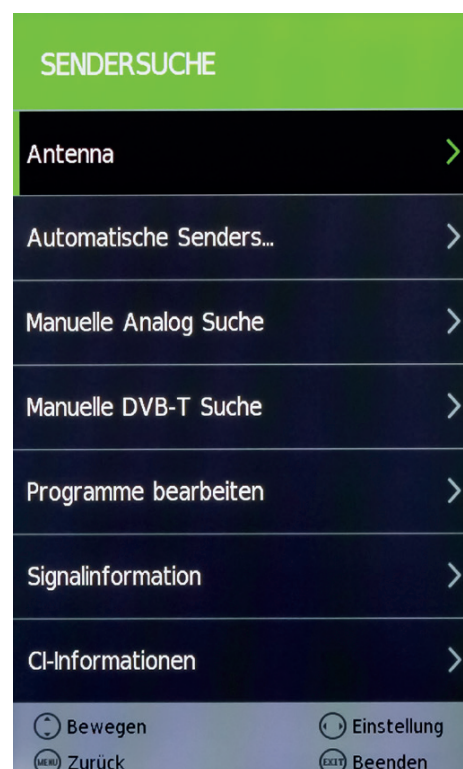 SENDERSUCHE
Antenna
Automatische Senders...
Manuelle Analog Suche
Manuelle DVB-T Suche
Programme bearbeiten
Signalinformation
CI-Informationen
Bewegen Einstellung
MENU Zurück EXIT Beenden